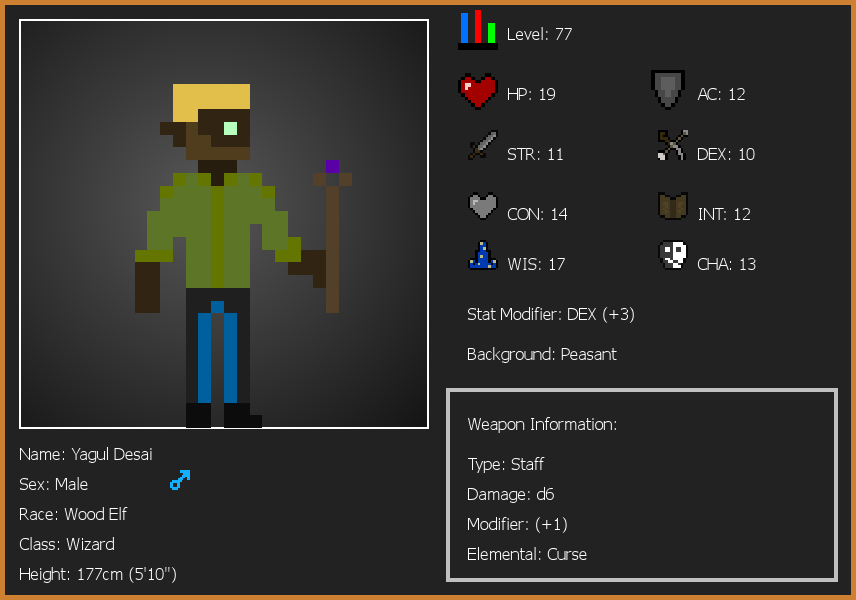 Level: 77
HP: 19
AC: 12
STR: 11
DEX: 10
CON: 14
INT: 12
WIS: 17
CHA: 13
Stat Modifier: DEX (+3)
Background: Peasant
Weapon Information:
Type: Staff
Damage: d6
Modifier: (+1)
Elemental: Curse
Name: Yagul Desai
Sex: Male
Race: Wood Elf
Class: Wizard
Height: 177cm (5'10")